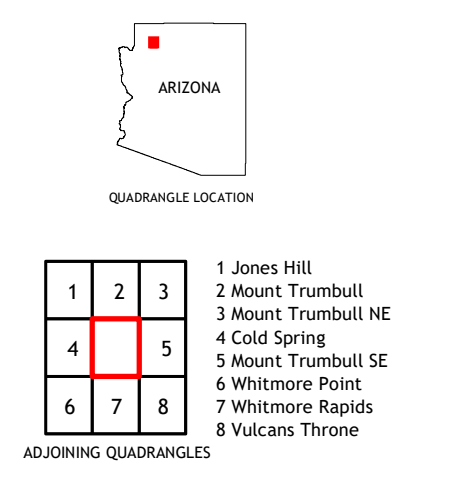 ARIZONA
QUADRANGLE LOCATION
1 2 3
4 5
6 7 8
ADJOINING QUADRANGLES
1 Jones Hill
2 Mount Trumbull
3 Mount Trumbull NE
4 Cold Spring
5 Mount Trumbull SE
6 Whitmore Point
7 Whitmore Rapids
8 Vulcans Throne